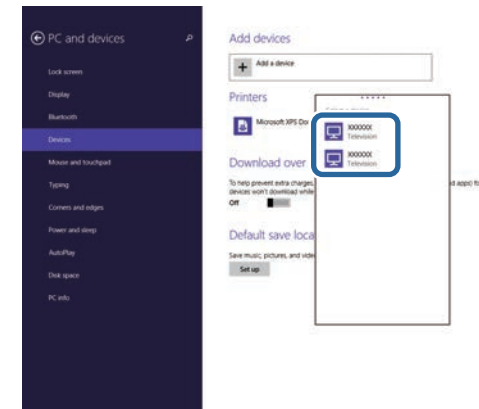 PC and devices
Lock screen
Display
Bluetooth
Devices
Mouse and touchpad
Typing
Corners and edges
Power and sleep
AutoPlay
Disk space
PC info
Add devices
Add a device
Printers
Microsoft XPS Do
XXXXXX
Television
XXXXXX
Television
Download over
To help prevent extra charges, d apps) fo
devices won't download while
Off
Default save loca
Save music, pictures, and vide
Set up